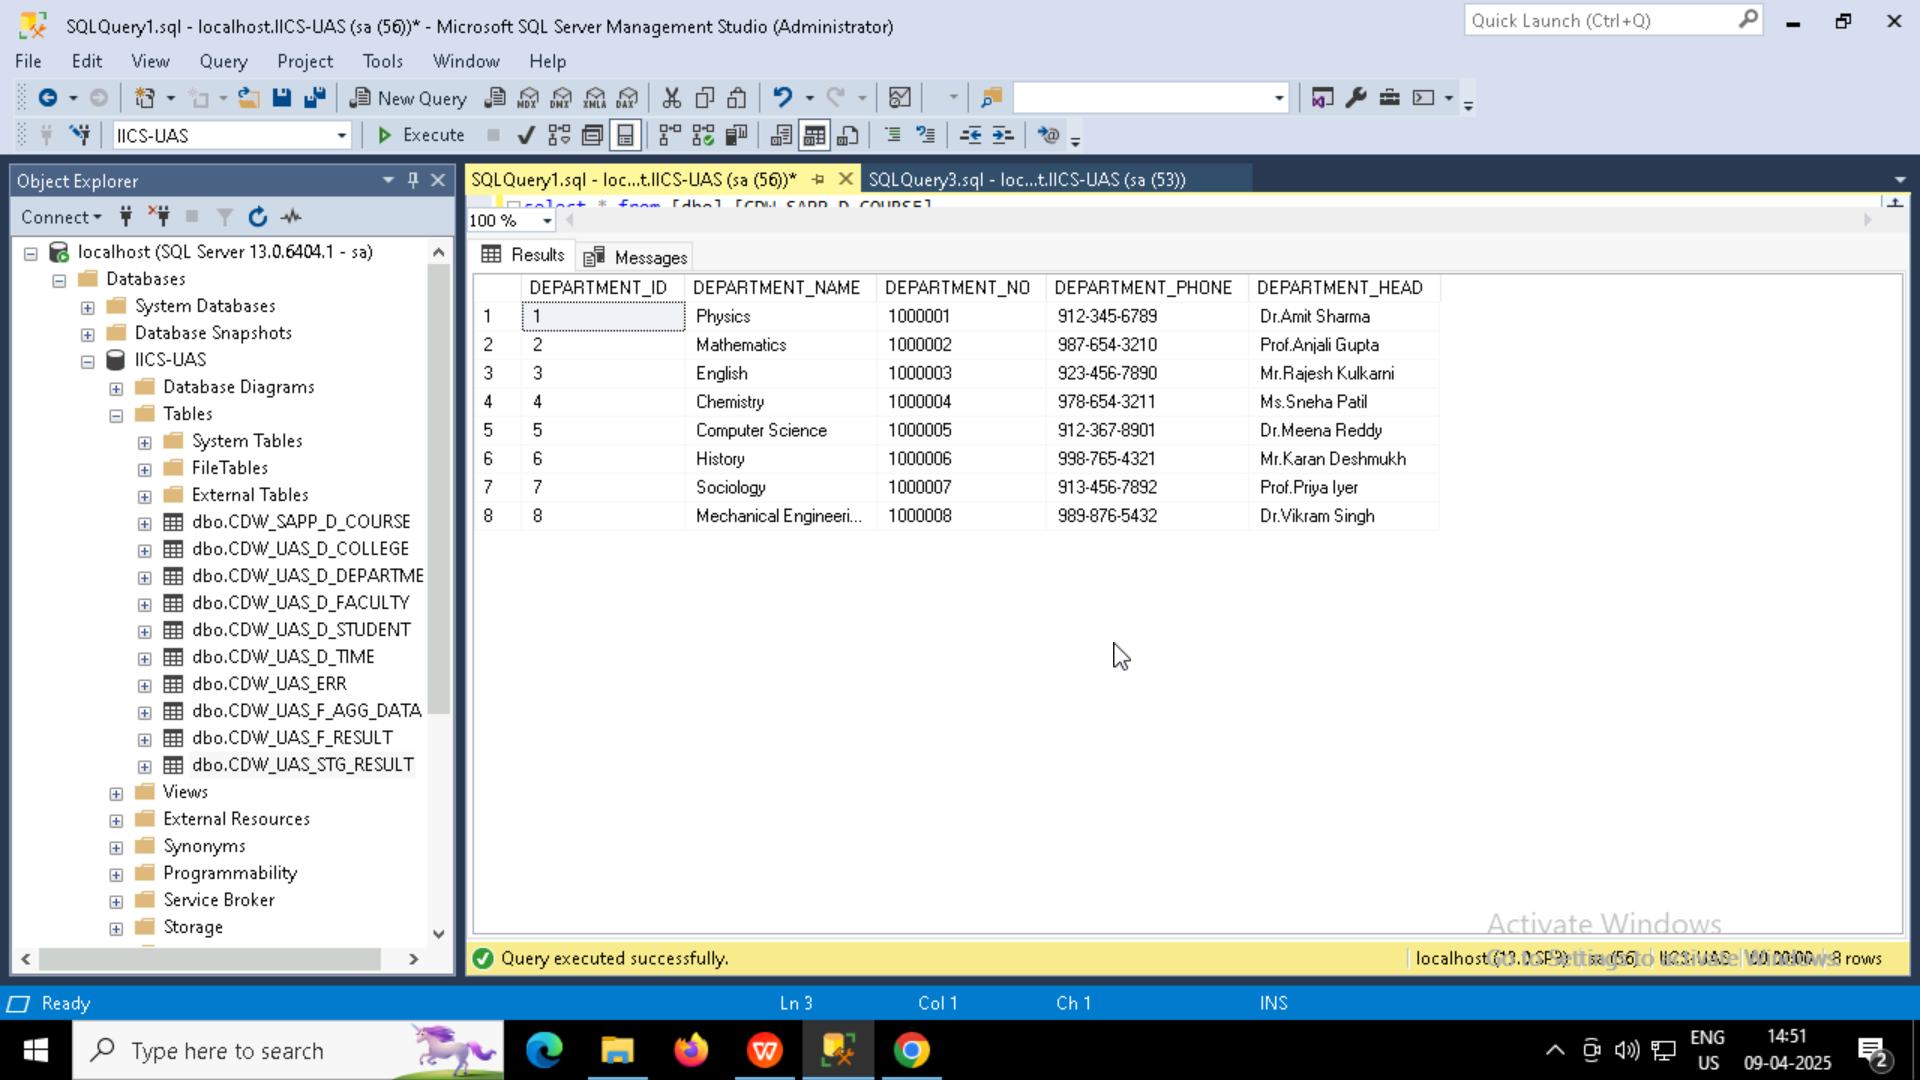 SQLQuery1.sql - localhost.IICS-UAS (sa (56))* - Microsoft SQL Server Management Studio (Administrator)
Quick Launch (Ctrl+Q)
File Edit View Query Project Tools Window Help
New Query MDX DMX XMLA DAX
IICS-UAS Execute
Object Explorer
SQLQuery1.sql - loc...t.IICS-UAS (sa (56))* SQLQuery3.sql - loc...t.IICS-UAS (sa (53))
Connect
select * from [dbo].[CDW_SAPP_D_COURSE]
100 %
Results Messages
localhost (SQL Server 13.0.6404.1 - sa)
Databases
System Databases
Database Snapshots
IICS-UAS
Database Diagrams
Tables
System Tables
FileTables
External Tables
dbo.CDW_SAPP_D_COURSE
dbo.CDW_UAS_D_COLLEGE
dbo.CDW_UAS_D_DEPARTME
dbo.CDW_UAS_D_FACULTY
dbo.CDW_UAS_D_STUDENT
dbo.CDW_UAS_D_TIME
dbo.CDW_UAS_ERR
dbo.CDW_UAS_F_AGG_DATA
dbo.CDW_UAS_F_RESULT
dbo.CDW_UAS_STG_RESULT
Views
External Resources
Synonyms
Programmability
Service Broker
Storage
DEPARTMENT_ID DEPARTMENT_NAME DEPARTMENT_NO DEPARTMENT_PHONE DEPARTMENT_HEAD
1 1 Physics 1000001 912-345-6789 Dr.Amit Sharma
2 2 Mathematics 1000002 987-654-3210 Prof.Anjali Gupta
3 3 English 1000003 923-456-7890 Mr.Rajesh Kulkarni
4 4 Chemistry 1000004 978-654-3211 Ms.Sneha Patil
5 5 Computer Science 1000005 912-367-8901 Dr.Meena Reddy
6 6 History 1000006 998-765-4321 Mr.Karan Deshmukh
7 7 Sociology 1000007 913-456-7892 Prof.Priya Iyer
8 8 Mechanical Engineeri... 1000008 989-876-5432 Dr.Vikram Singh
Activate Windows
Go to Settings to activate Windows.
Query executed successfully.
localhost (13.0 SP3) sa (56) IICS-UAS 00:00:00 8 rows
Ready Ln 3 Col 1 Ch 1 INS
Type here to search
ENG
US
14:51
09-04-2025
2